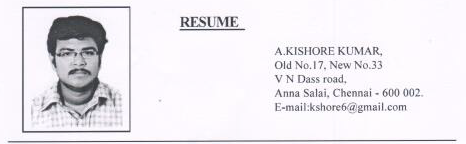 RESUME
A.KISHORE KUMAR,
Old No.17, New No.33
V N Dass road,
Anna Salai, Chennai - 600 002.
E-mail:kshore6@gmail.com